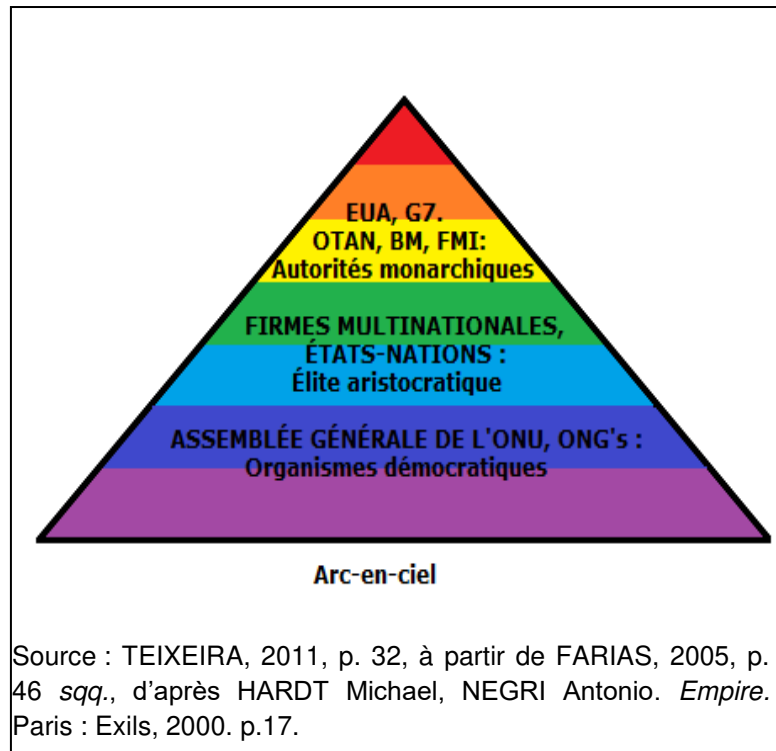 EUA, G7.
OTAN, BM, FMI:
Autorités monarchiques
FIRMES MULTINATIONALES,
ÉTATS-NATIONS :
Élite aristocratique
ASSEMBLÉE GÉNÉRALE DE L'ONU, ONG's :
Organismes démocratiques
Arc-en-ciel
Source : TEIXEIRA, 2011, p. 32, à partir de FARIAS, 2005, p.
46 sqq., d’après HARDT Michael, NEGRI Antonio. Empire.
Paris : Exils, 2000. p.17.